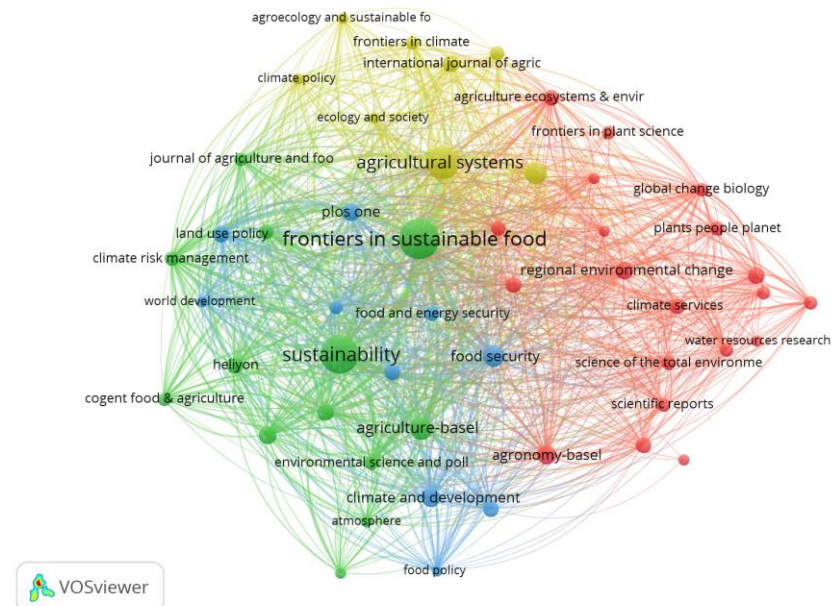 agroecology and sustainable fo
frontiers in climate
international journal of agric
climate policy
agriculture ecosystems & envir
ecology and society
frontiers in plant science
journal of agriculture and foo
agricultural systems
global change biology
plos one
plants people planet
land use policy
frontiers in sustainable food
climate risk management
regional environmental change
world development
climate services
food and energy security
water resources research
sustainability
food security
heliyon
science of the total environme
cogent food & agriculture
scientific reports
agriculture-basel
agronomy-basel
environmental science and poll
climate and development
atmosphere
food policy
VOSviewer